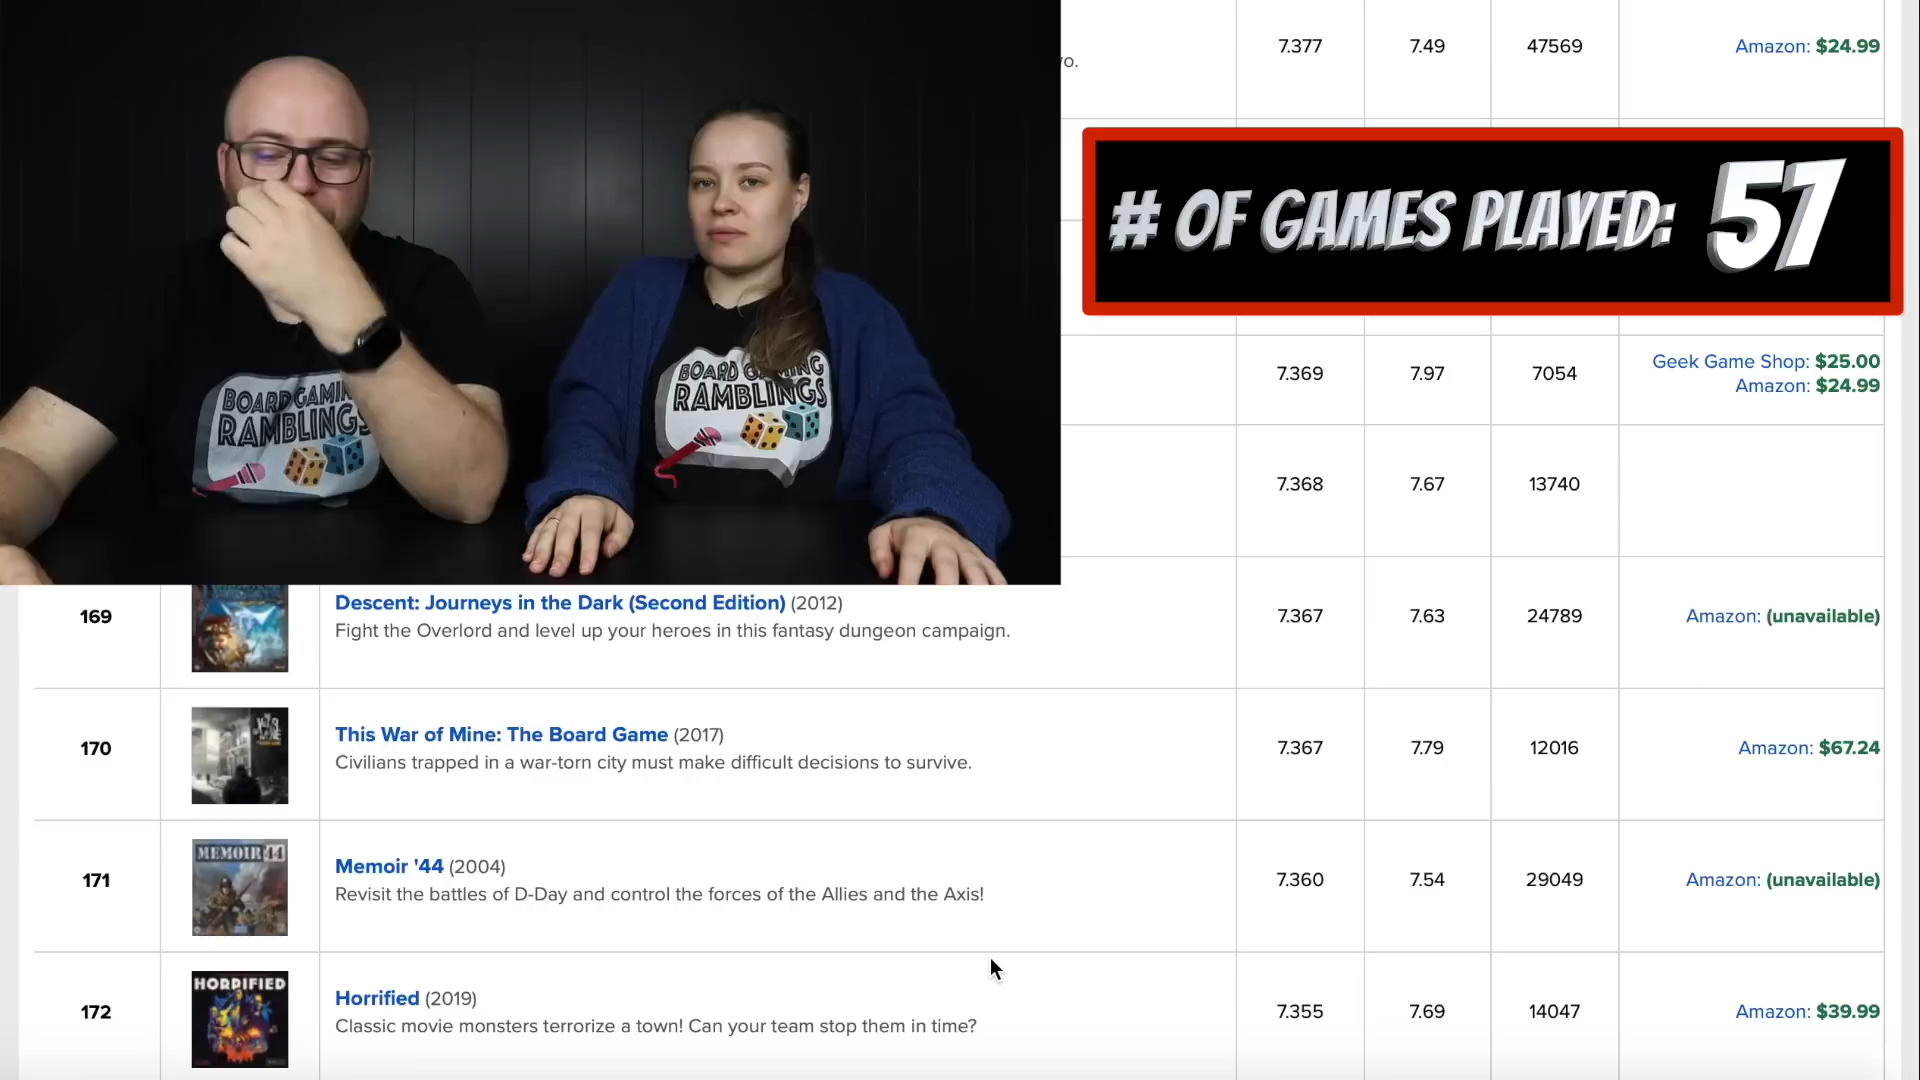 7.377 7.49 47569 Amazon: $24.99
vo.
# OF GAMES PLAYED: 57
7.369 7.97 7054 Geek Game Shop: $25.00
Amazon: $24.99
7.368 7.67 13740
BOARD GAMING
RAMBLINGS
BOARD GAMING
RAMBLINGS
169 Descent: Journeys in the Dark (Second Edition) (2012) 7.367 7.63 24789 Amazon: (unavailable)
Fight the Overlord and level up your heroes in this fantasy dungeon campaign.
170 This War of Mine: The Board Game (2017) 7.367 7.79 12016 Amazon: $67.24
Civilians trapped in a war-torn city must make difficult decisions to survive.
MEMOIR 44
171 Memoir '44 (2004) 7.360 7.54 29049 Amazon: (unavailable)
Revisit the battles of D-Day and control the forces of the Allies and the Axis!
HORRIFIED
172 Horrified (2019) 7.355 7.69 14047 Amazon: $39.99
Classic movie monsters terrorize a town! Can your team stop them in time?